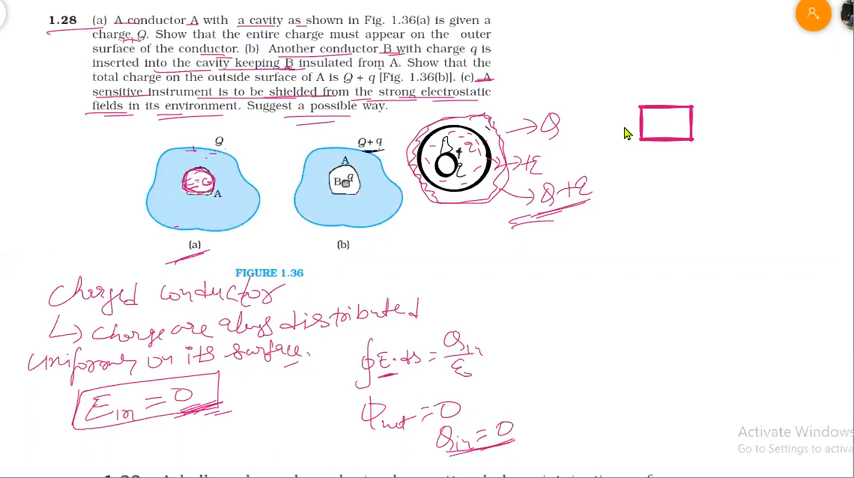 1.28 (a) A conductor A with a cavity as shown in Fig. 1.36(a) is given a
charge Q. Show that the entire charge must appear on the outer
surface of the conductor. (b) Another conductor B with charge q is
inserted into the cavity keeping B insulated from A. Show that the
total charge on the outside surface of A is Q + q [Fig. 1.36(b)]. (c) A
sensitive instrument is to be shielded from the strong electrostatic
fields in its environment. Suggest a possible way.
Q
A
(a)
Q+q
A
B q
(b)
→ Q
→ +q
→ Q+q
FIGURE 1.36
Charged conductor
↳ charge are always distributed
Uniformly on its surface.
E in = 0
∮ E·ds = Q in / ε
ϕ net = 0
Q in = 0
Activate Windows
Go to Settings to activa